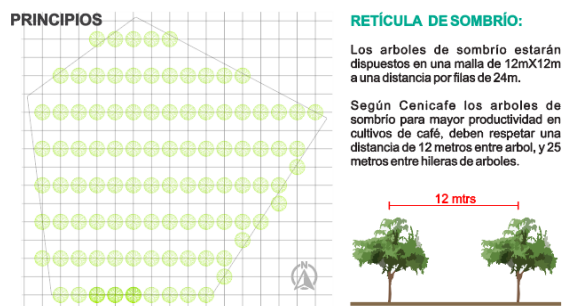 PRINCIPIOS
RETÍCULA DE SOMBRÍO:
Los arboles de sombrío estarán
dispuestos en una malla de 12mX12m
a una distancia por filas de 24m.
Según Cenicafe los arboles de
sombrío para mayor productividad en
cultivos de café, deben respetar una
distancia de 12 metros entre arbol, y 25
metros entre hileras de arboles.
12 mtrs
N